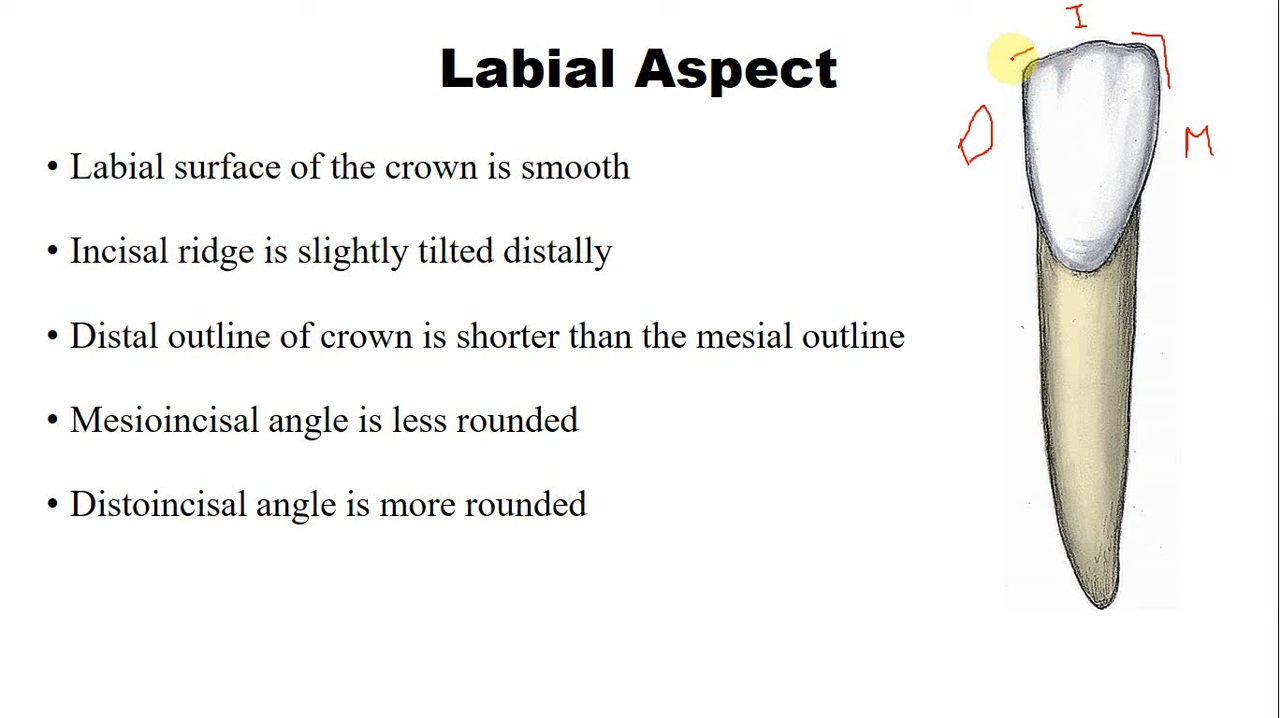 I
Labial Aspect
D
M
• Labial surface of the crown is smooth
• Incisal ridge is slightly tilted distally
• Distal outline of crown is shorter than the mesial outline
• Mesioincisal angle is less rounded
• Distoincisal angle is more rounded